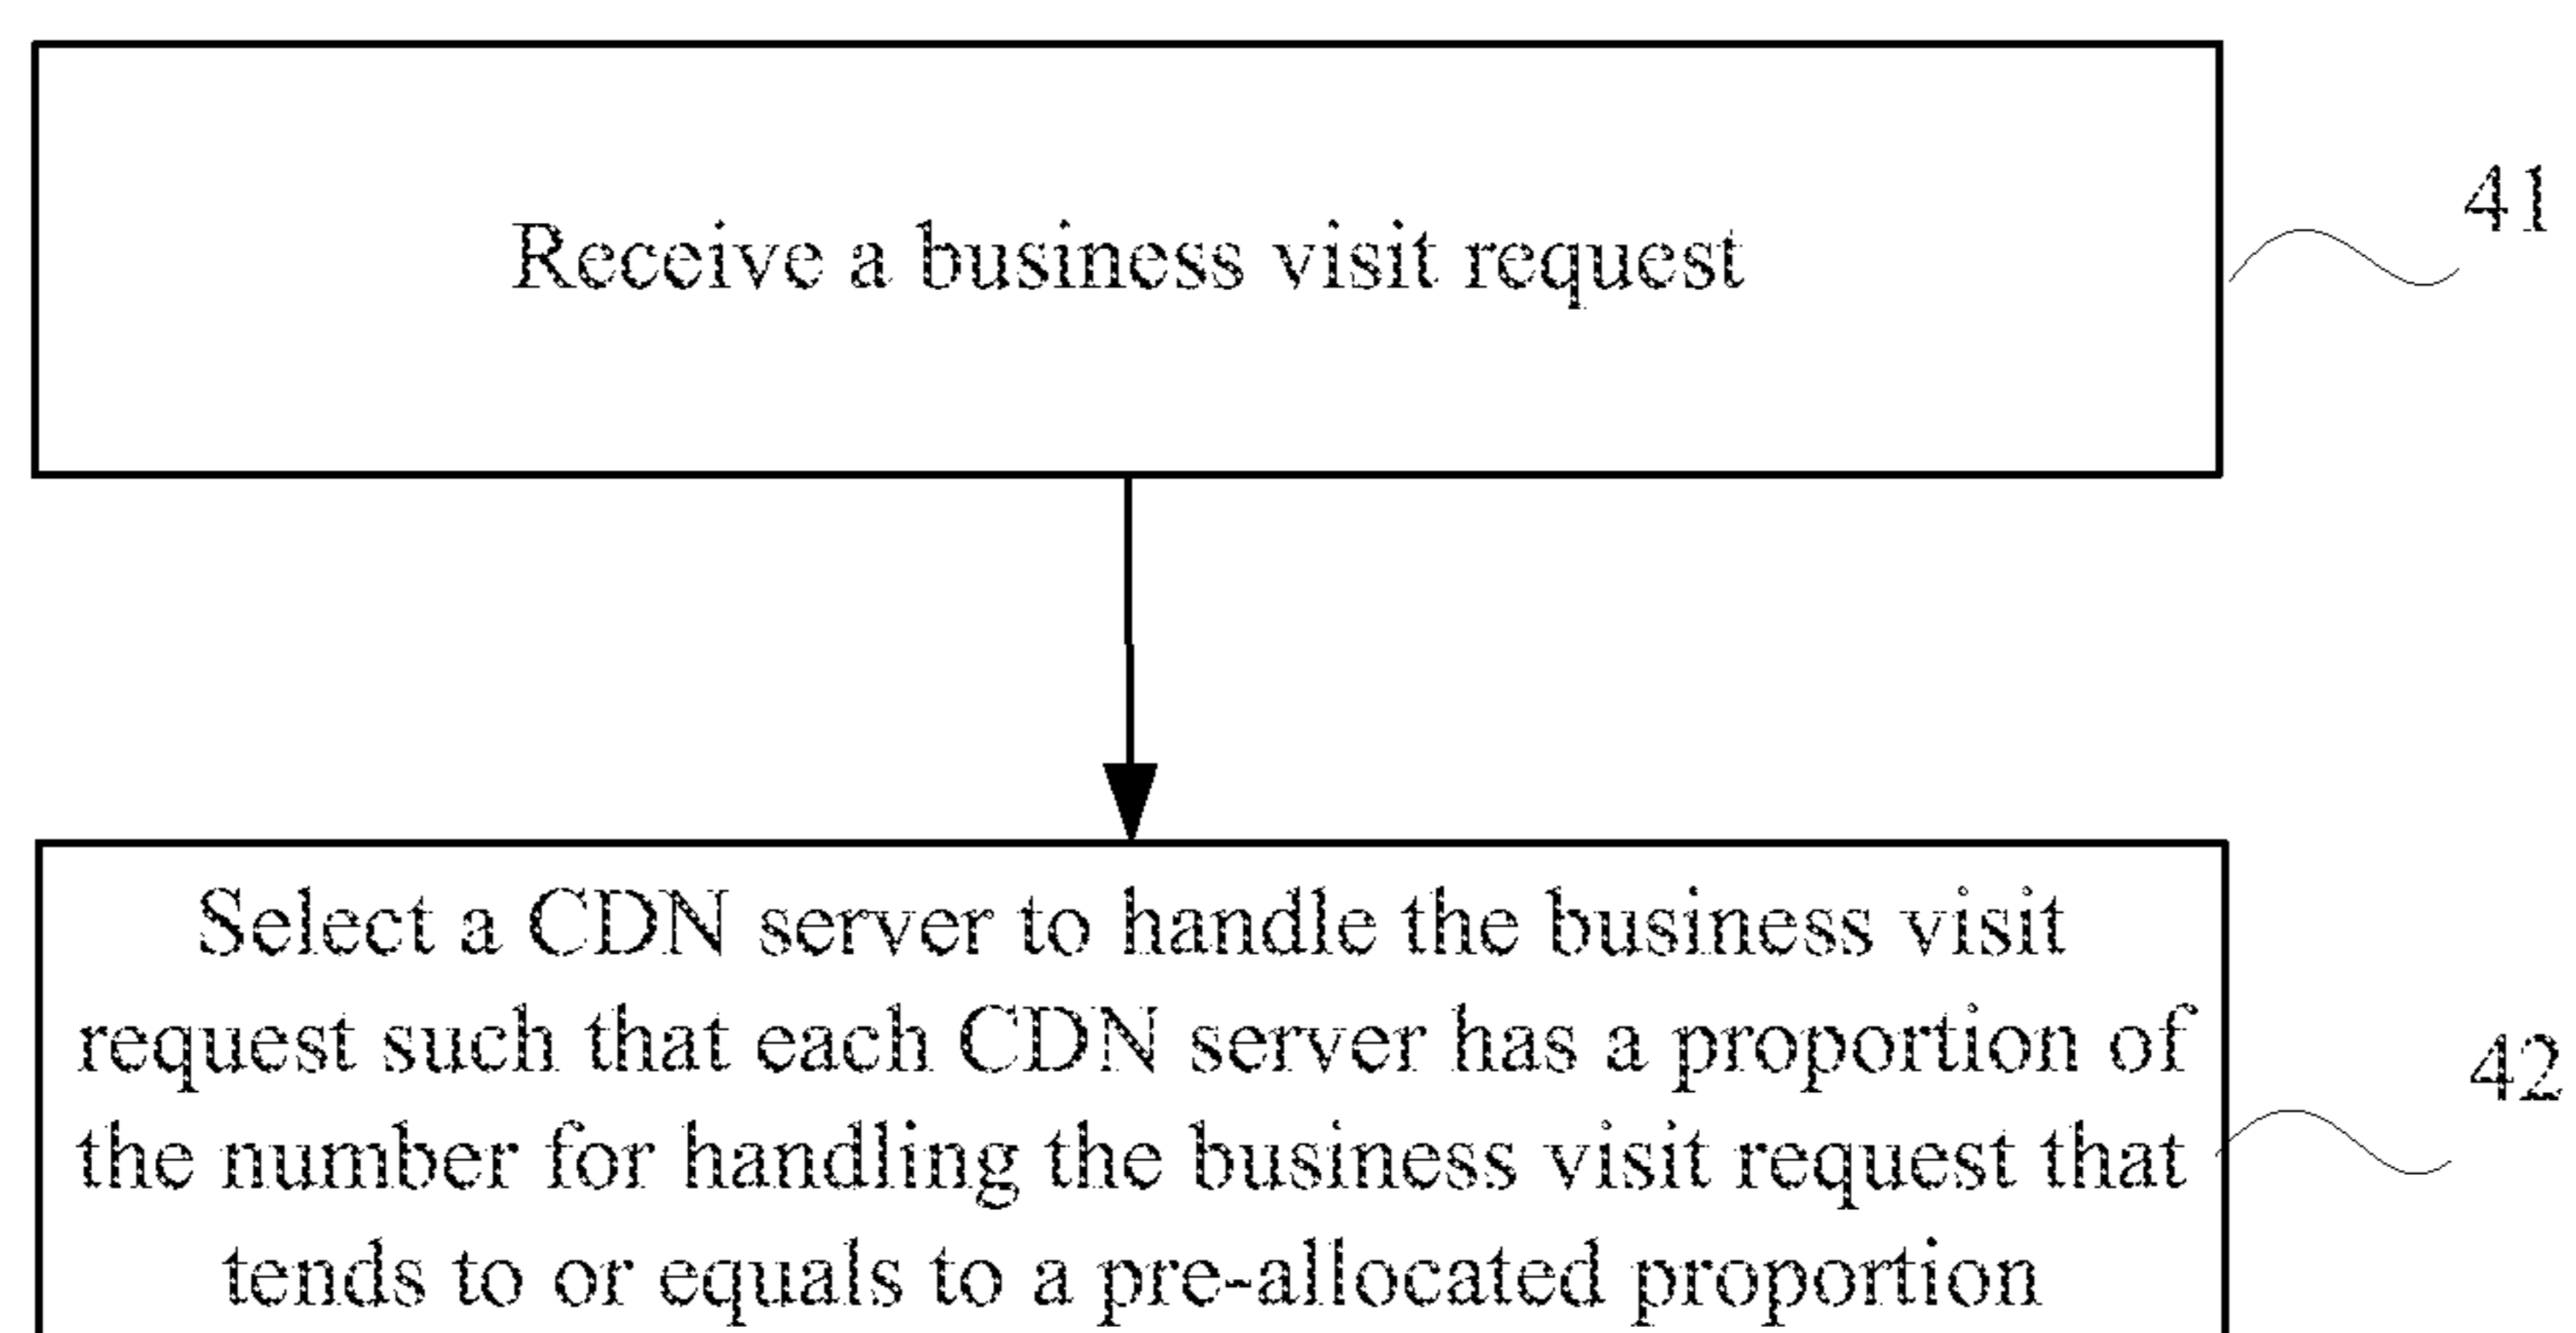 Receive a business visit request
41
Select a CDN server to handle the business visit
request such that each CDN server has a proportion of
the number for handling the business visit request that
tends to or equals to a pre-allocated proportion
42